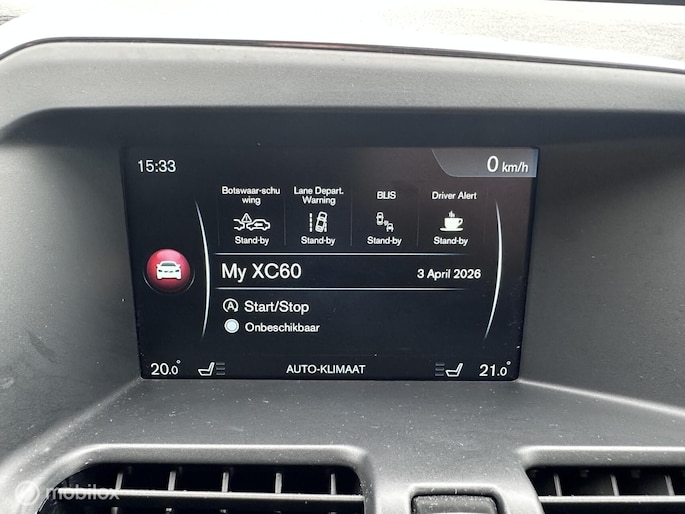 15:33
0 km/h
Botswaar-schu
wing
Stand-by
Lane Depart.
Warning
Stand-by
BLIS
Stand-by
Driver Alert
Stand-by
My XC60
3 April 2026
A Start/Stop
Onbeschikbaar
20.0°
AUTO-KLIMAAT
21.0°
mobilox